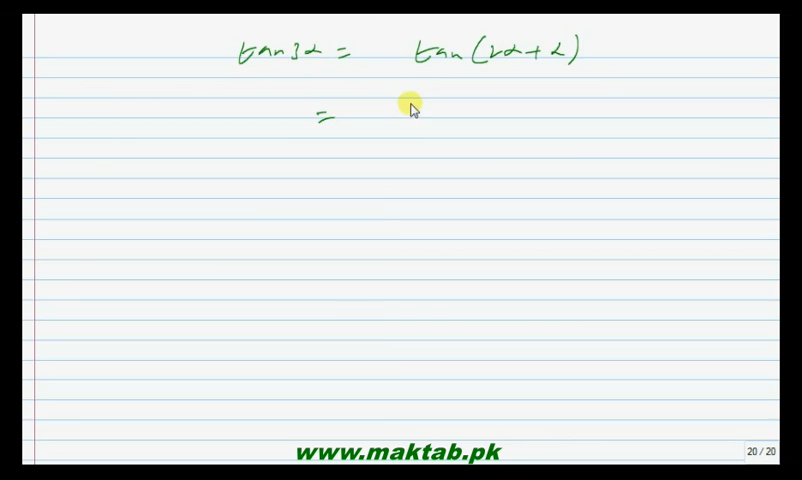 tan3α = tan(2α+α)
=
www.maktab.pk
20 / 20